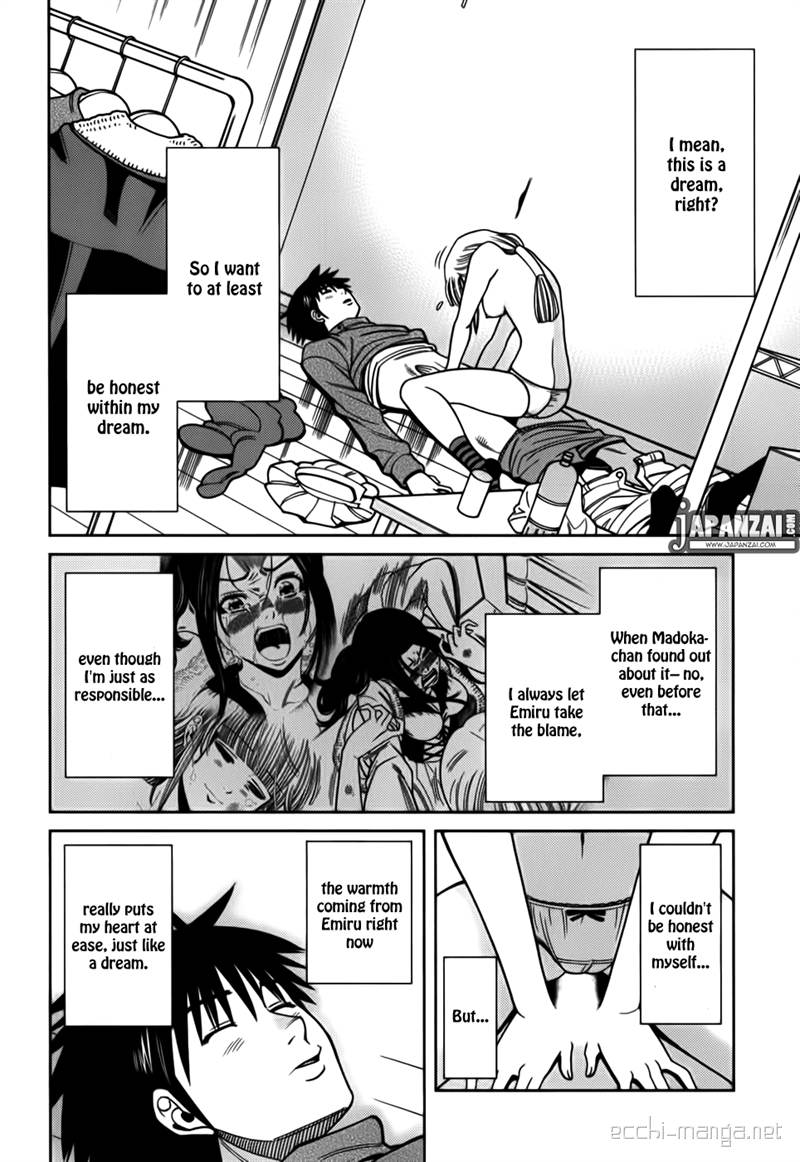 I mean,
this is a
dream,
right?
So I want
to at least
be honest
within my
dream.
JAPANZAI.COM
WWW.JAPANZAI.COM
When Madoka-
chan found out
about it– no,
even before
that...
I always let
Emiru take
the blame,
even though
I'm just as
responsible...
I couldn't
be honest
with
myself...
But...
the warmth
coming from
Emiru right
now
really puts
my heart at
ease, just like
a dream.
ecchi-manga.net